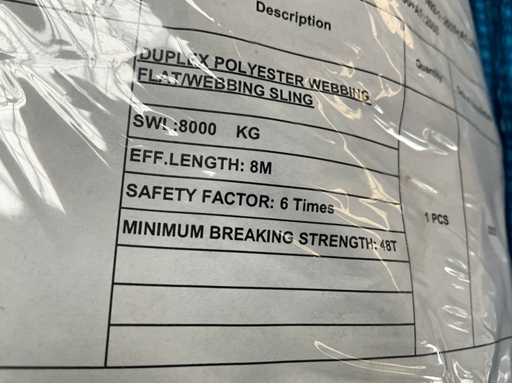 Description
Quantity
DUPLEX POLYESTER WEBBING
FLAT/WEBBING SLING
SWL:8000 KG
EFF.LENGTH: 8M
SAFETY FACTOR: 6 Times
1 PCS
MINIMUM BREAKING STRENGTH: 48T